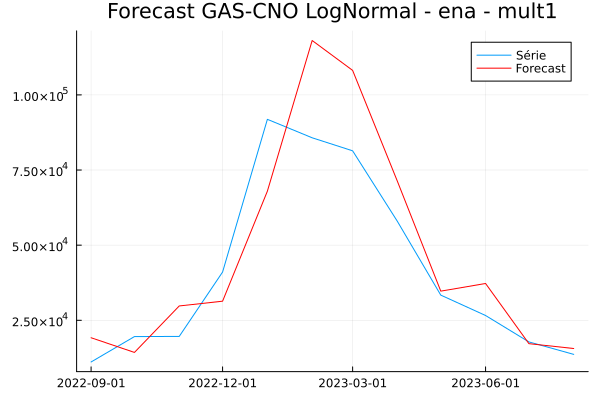 Forecast GAS-CNO LogNormal - ena - mult1
Série
Forecast
1.00×10⁵
7.50×10⁴
5.00×10⁴
2.50×10⁴
2022-09-01 2022-12-01 2023-03-01 2023-06-01